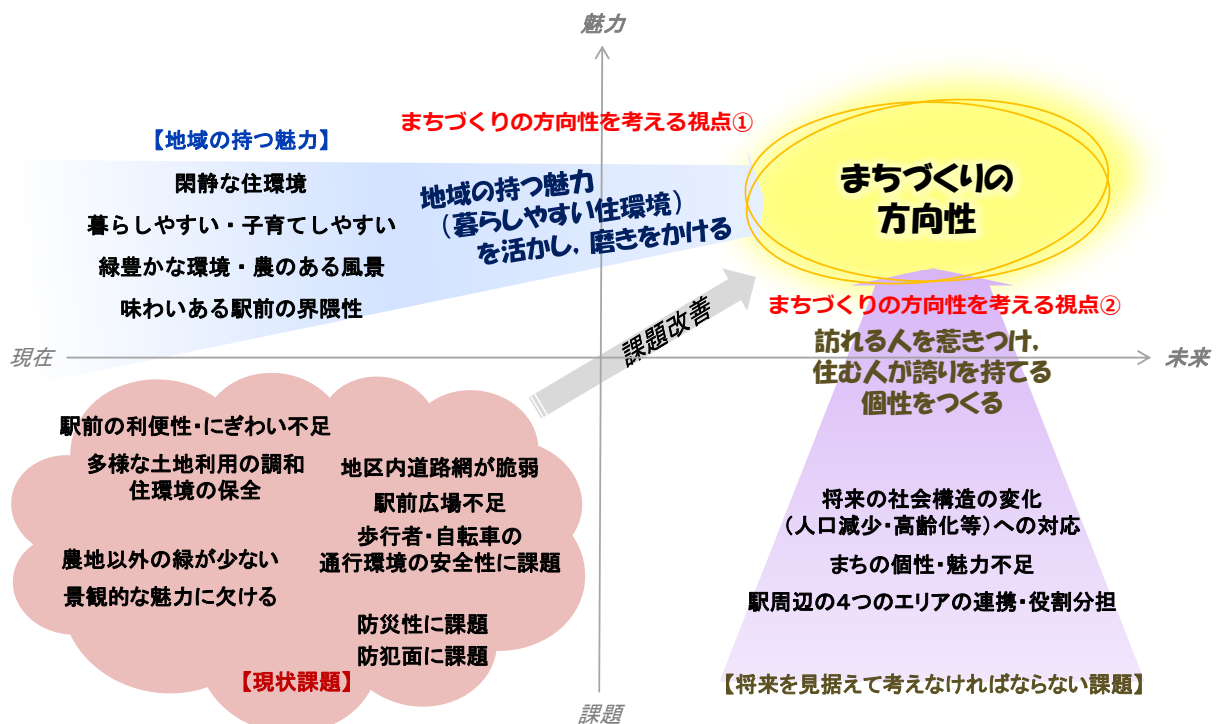 魅力
まちづくりの方向性を考える視点①
【地域の持つ魅力】
閑静な住環境
暮らしやすい・子育てしやすい
緑豊かな環境・農のある風景
味わいある駅前の界隈性
地域の持つ魅力
（暮らしやすい住環境）
を活かし，磨きをかける
まちづくりの
方向性
まちづくりの方向性を考える視点②
訪れる人を惹きつけ，
住む人が誇りを持てる
個性をつくる
課題改善
現在
未来
駅前の利便性・にぎわい不足
多様な土地利用の調和
住環境の保全
地区内道路網が脆弱
駅前広場不足
歩行者・自転車の
通行環境の安全性に課題
農地以外の緑が少ない
景観的な魅力に欠ける
防災性に課題
防犯面に課題
【現状課題】
将来の社会構造の変化
（人口減少・高齢化等）への対応
まちの個性・魅力不足
駅周辺の４つのエリアの連携・役割分担
【将来を見据えて考えなければならない課題】
課題